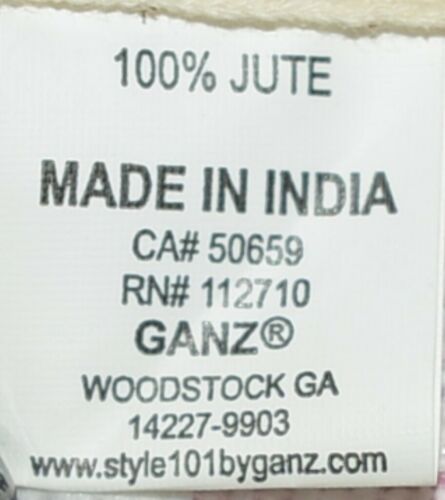 100% JUTE
MADE IN INDIA
CA# 50659
RN# 112710
GANZ®
WOODSTOCK GA
14227-9903
www.style101byganz.com